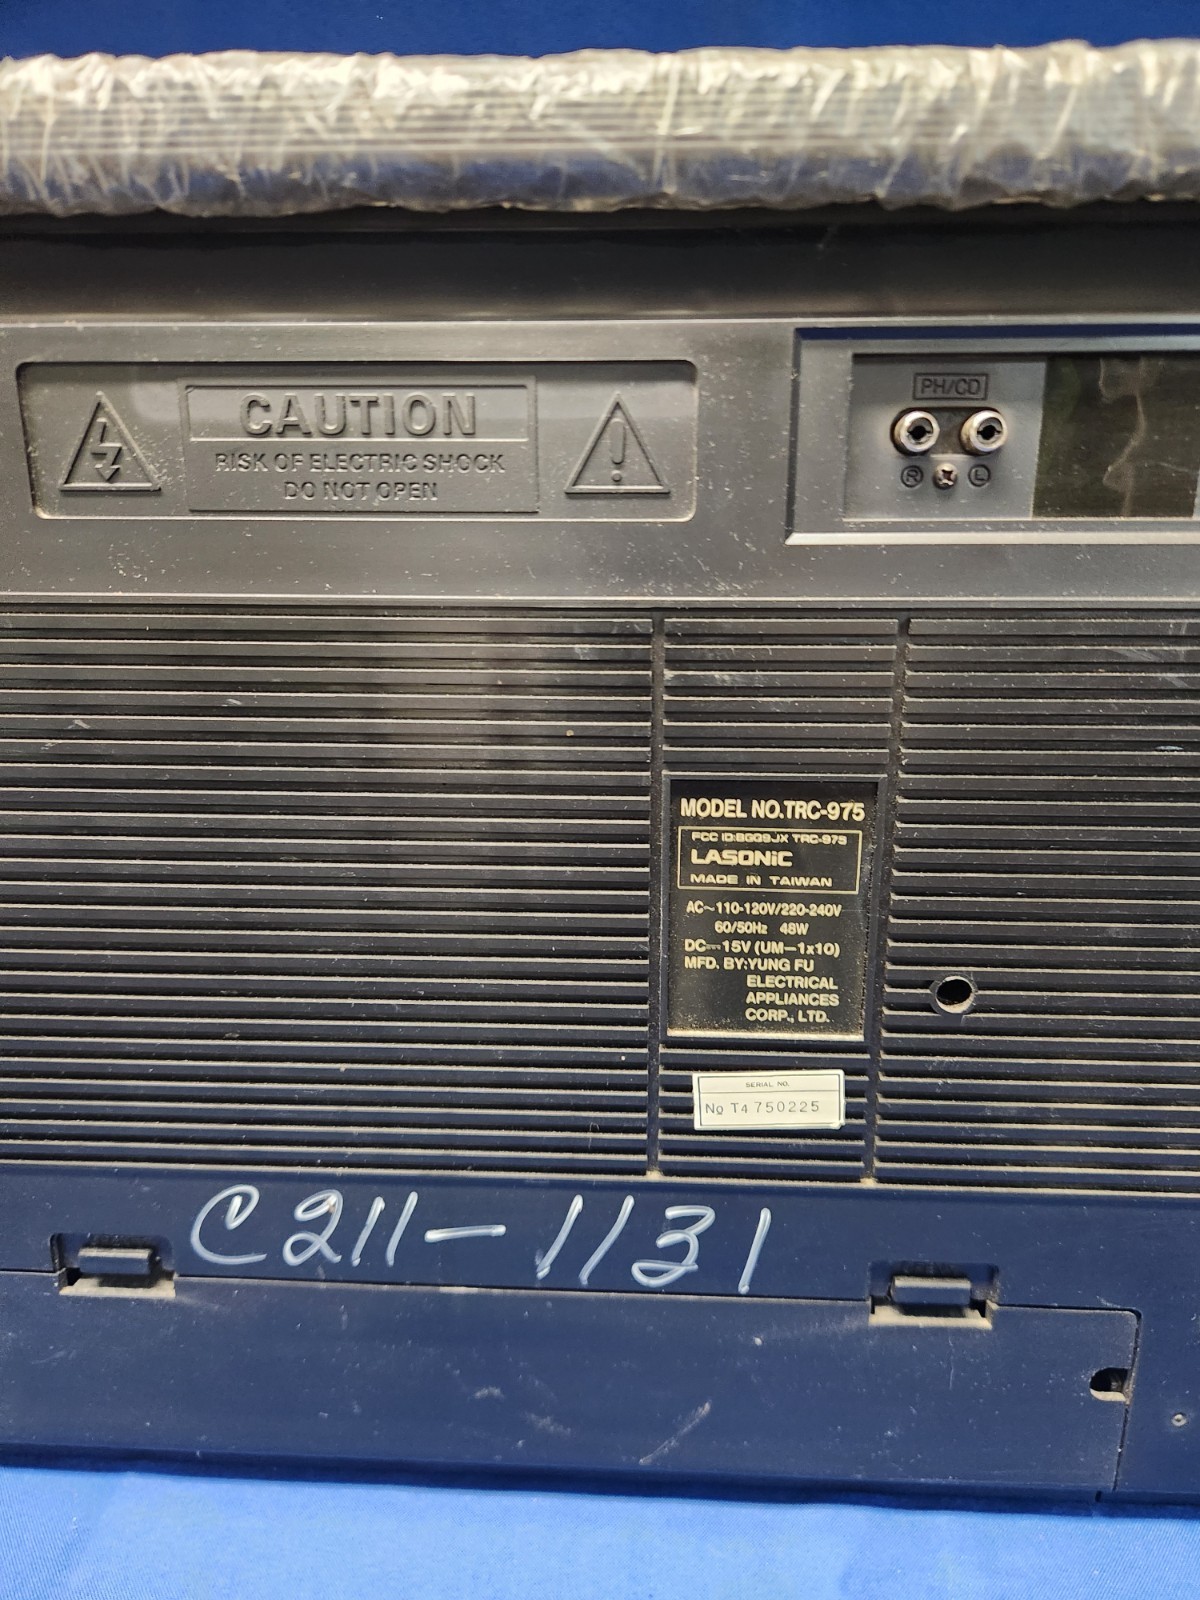 CAUTION
RISK OF ELECTRIC SHOCK
DO NOT OPEN
PH/CD
R L
MODEL NO.TRC-975
FCC ID:BGQ9JX TRC-975
LASONIC
MADE IN TAIWAN
AC~110-120V/220-240V
60/50Hz 48W
DC⎓15V (UM-1x10)
MFD. BY:YUNG FU
ELECTRICAL
APPLIANCES
CORP., LTD.
SERIAL NO.
No T4 750225
C211-1131